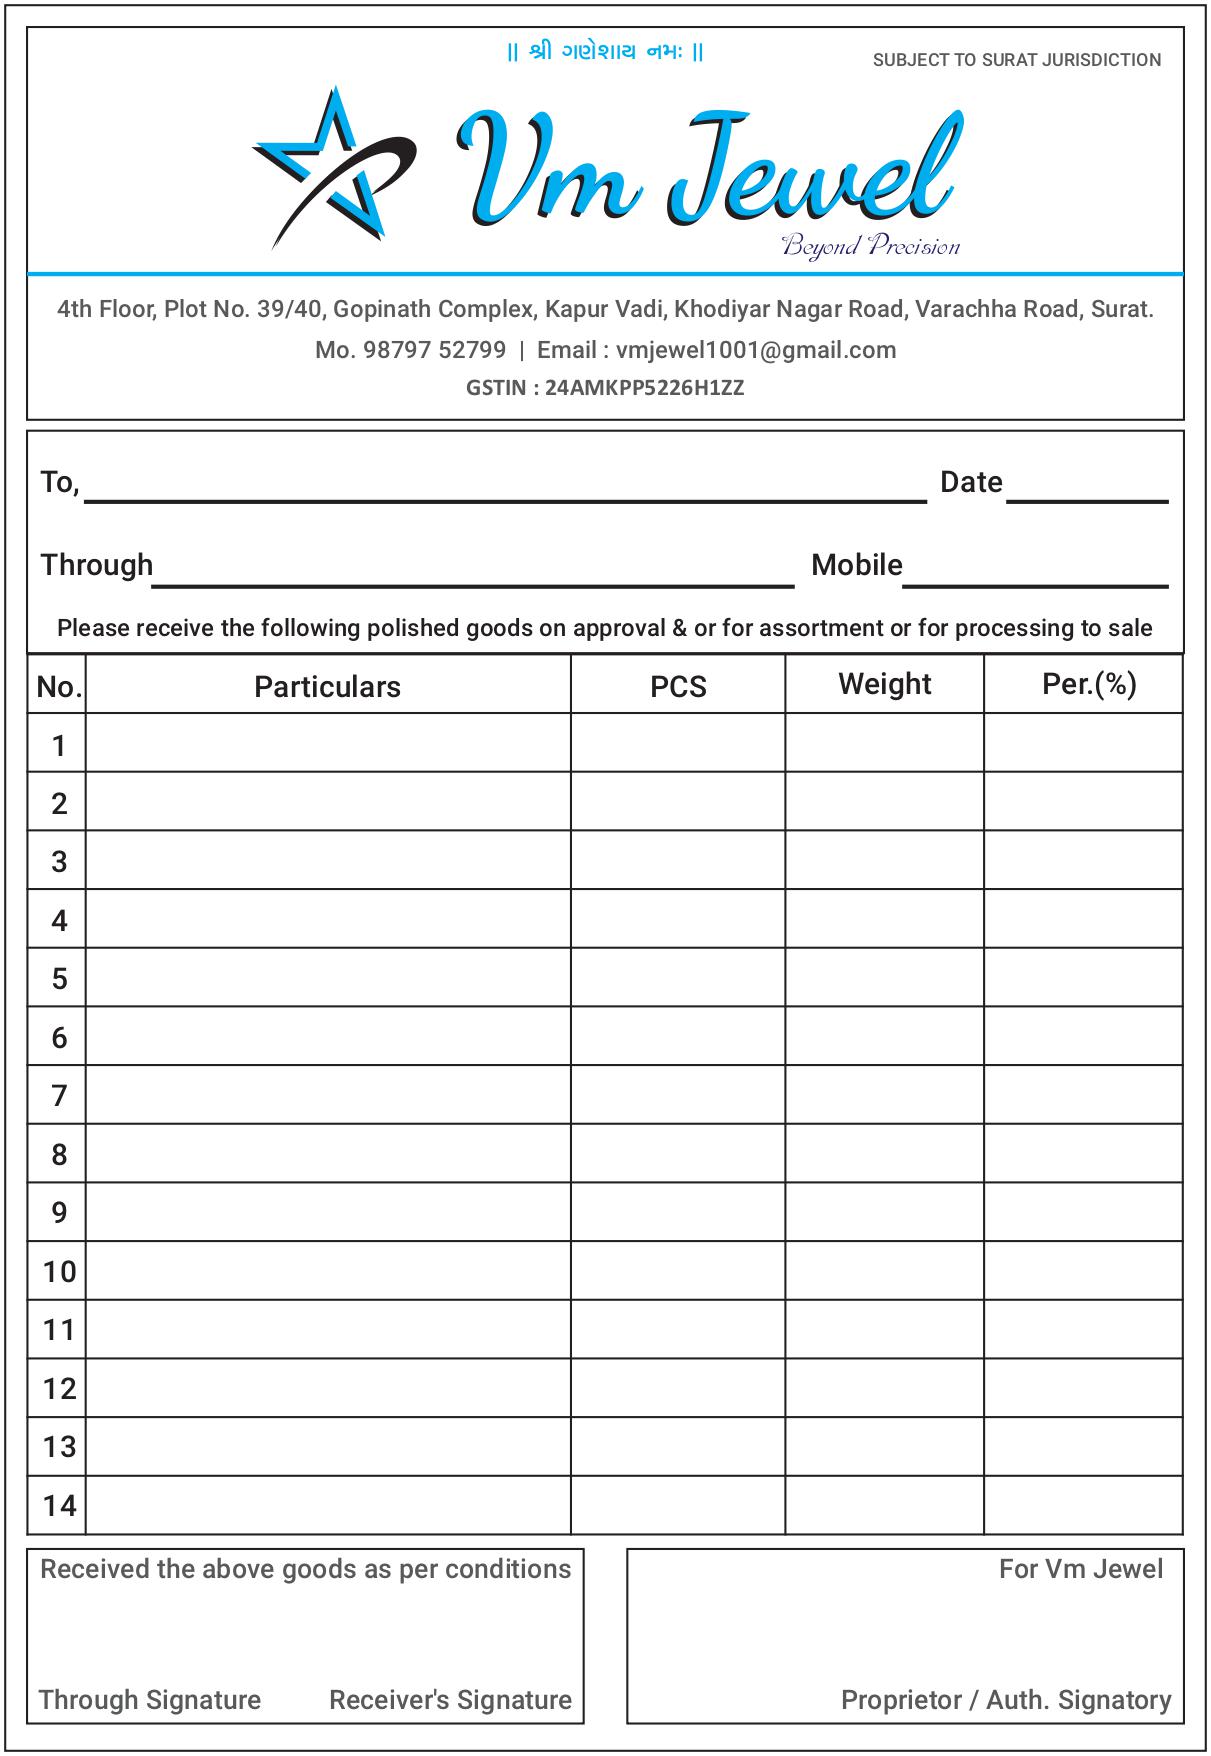 || શ્રી ગણેશાય નમઃ ||
SUBJECT TO SURAT JURISDICTION
Vm Jewel
Beyond Precision
4th Floor, Plot No. 39/40, Gopinath Complex, Kapur Vadi, Khodiyar Nagar Road, Varachha Road, Surat.
Mo. 98797 52799 | Email : vmjewel1001@gmail.com
GSTIN : 24AMKPP5226H1ZZ
To, Date
Through Mobile
Please receive the following polished goods on approval & or for assortment or for processing to sale
No. Particulars PCS Weight Per.(%)
1
2
3
4
5
6
7
8
9
10
11
12
13
14
Received the above goods as per conditions
For Vm Jewel
Through Signature Receiver's Signature
Proprietor / Auth. Signatory